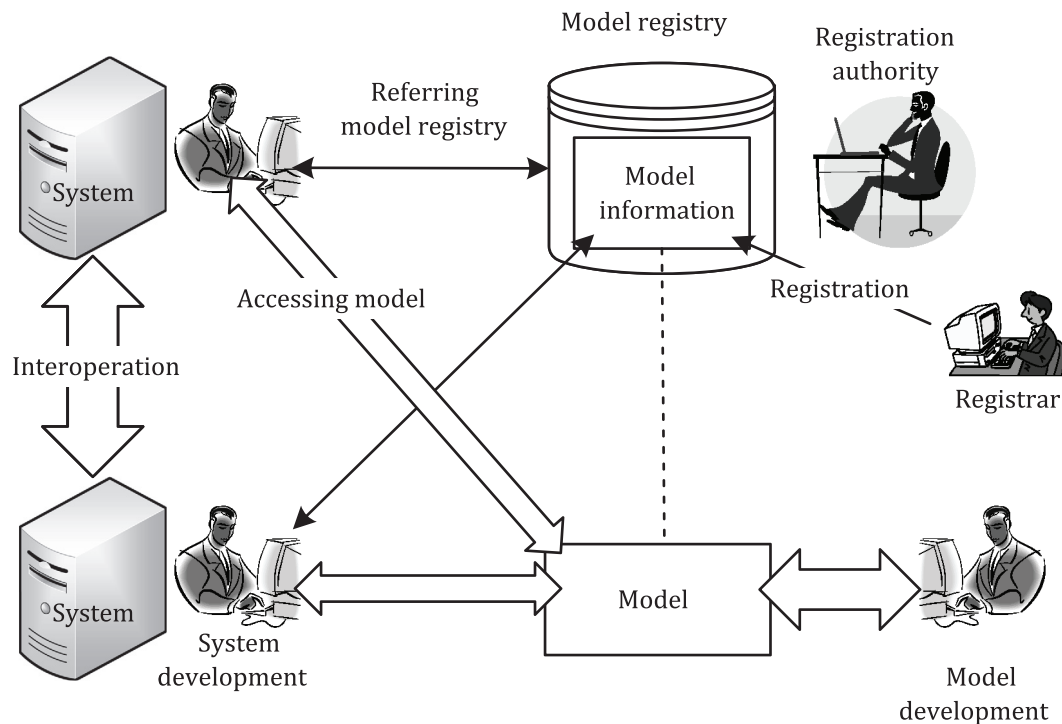 Model registry
Registration
authority
Referring
model registry
System
Model
information
Accessing model
Registration
Interoperation
Registrar
System
Model
System
development
Model
development